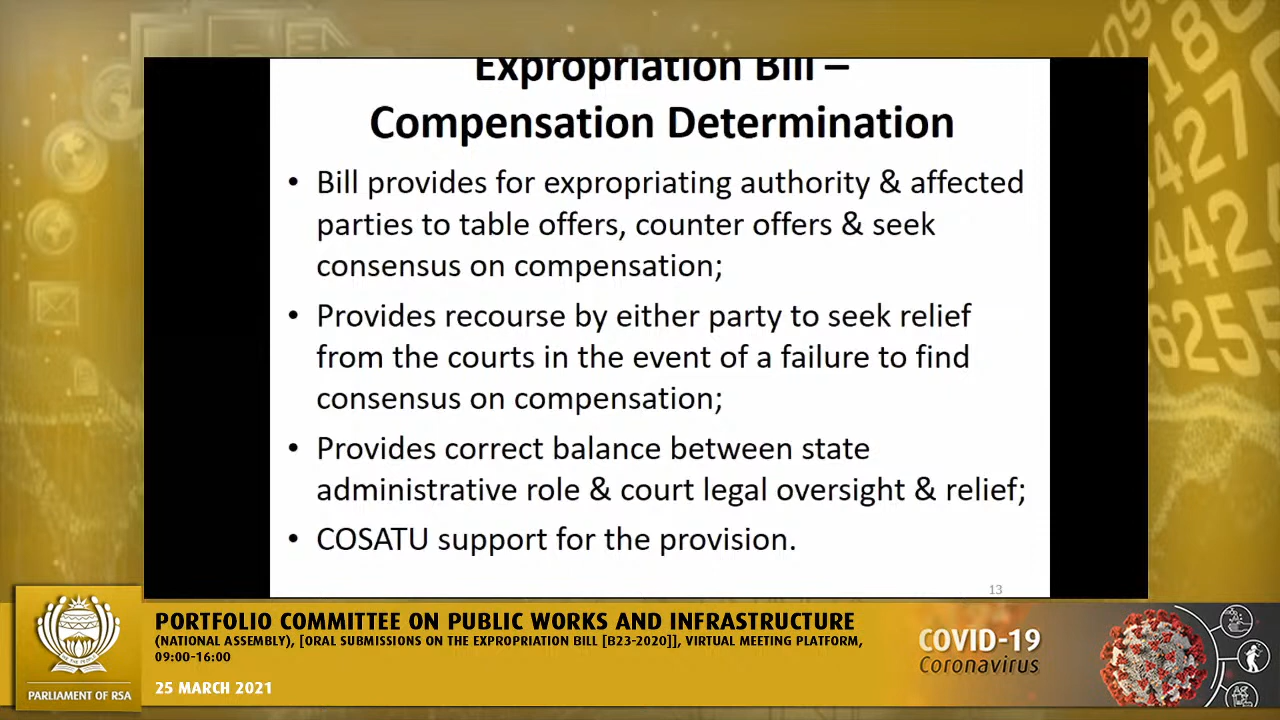 Expropriation Bill –
Compensation Determination
• Bill provides for expropriating authority & affected
parties to table offers, counter offers & seek
consensus on compensation;
• Provides recourse by either party to seek relief
from the courts in the event of a failure to find
consensus on compensation;
• Provides correct balance between state
administrative role & court legal oversight & relief;
• COSATU support for the provision.
13
PORTFOLIO COMMITTEE ON PUBLIC WORKS AND INFRASTRUCTURE
(NATIONAL ASSEMBLY), [ORAL SUBMISSIONS ON THE EXPROPRIATION BILL [B23-2020]], VIRTUAL MEETING PLATFORM,
09:00-16:00
25 MARCH 2021
PARLIAMENT OF RSA
COVID-19
Coronavirus